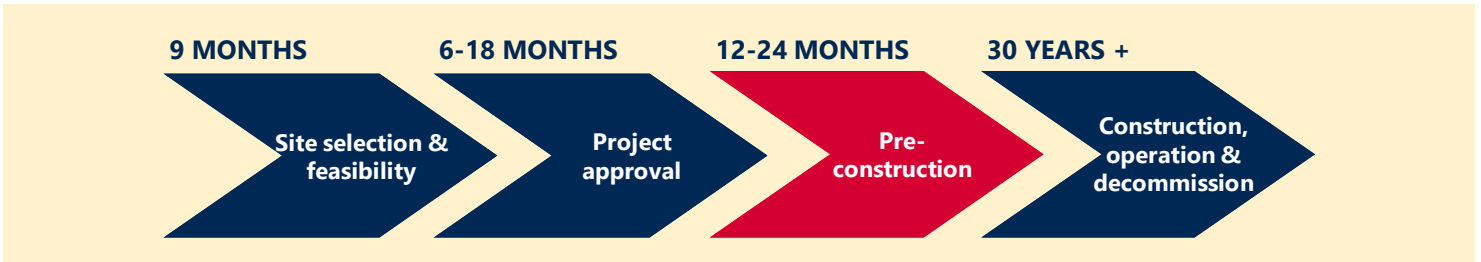 9 MONTHS
6-18 MONTHS
12-24 MONTHS
30 YEARS +
Site selection &
feasibility
Project
approval
Pre-
construction
Construction,
operation &
decommission